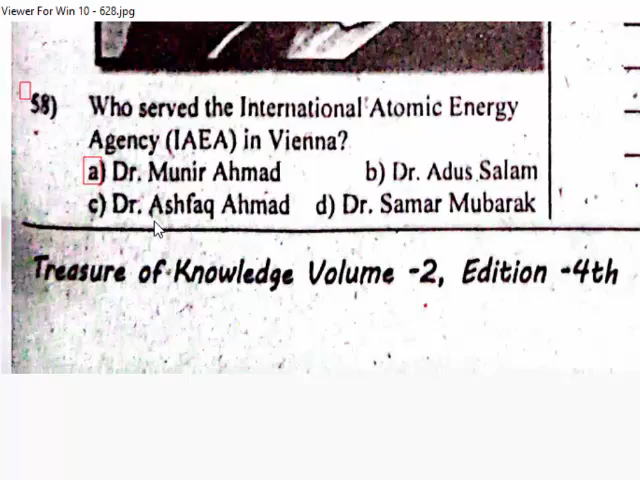 Viewer For Win 10 - 628.jpg
58) Who served the International Atomic Energy
Agency (IAEA) in Vienna?
a) Dr. Munir Ahmad b) Dr. Adus Salam
c) Dr. Ashfaq Ahmad d) Dr. Samar Mubarak
Treasure of Knowledge Volume -2, Edition -4th